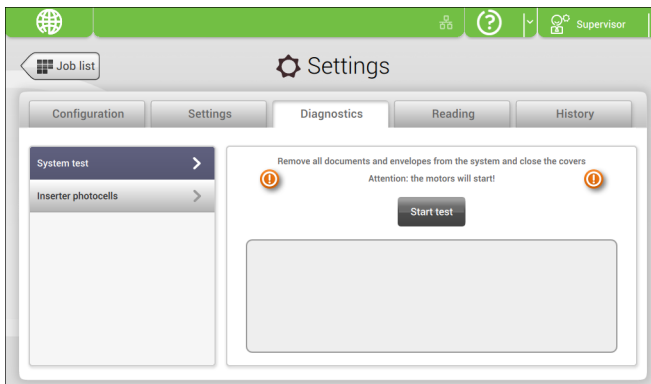 Supervisor
Job list
Settings
Configuration
Settings
Diagnostics
Reading
History
System test
Inserter photocells
Remove all documents and envelopes from the system and close the covers
Attention: the motors will start!
Start test